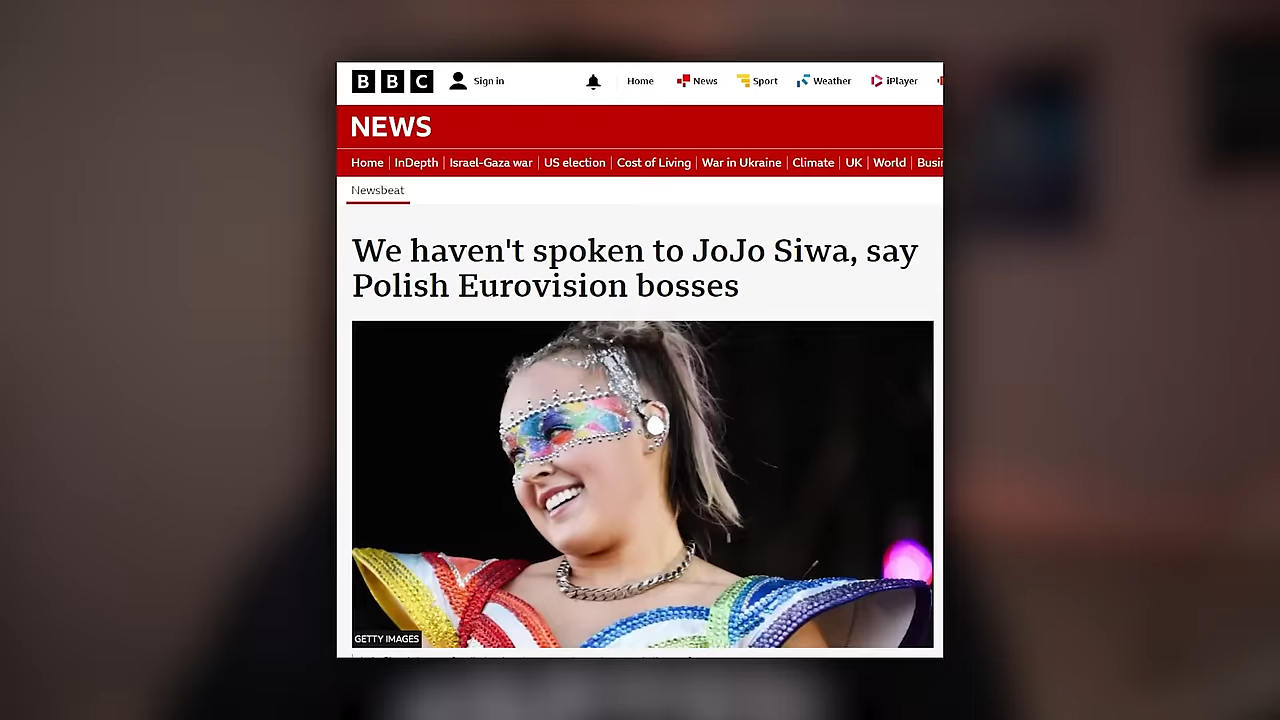 BBC Sign in Home News Sport Weather iPlayer
NEWS
Home InDepth Israel-Gaza war US election Cost of Living War in Ukraine Climate UK World
Newsbeat
We haven't spoken to JoJo Siwa, say
Polish Eurovision bosses
GETTY IMAGES